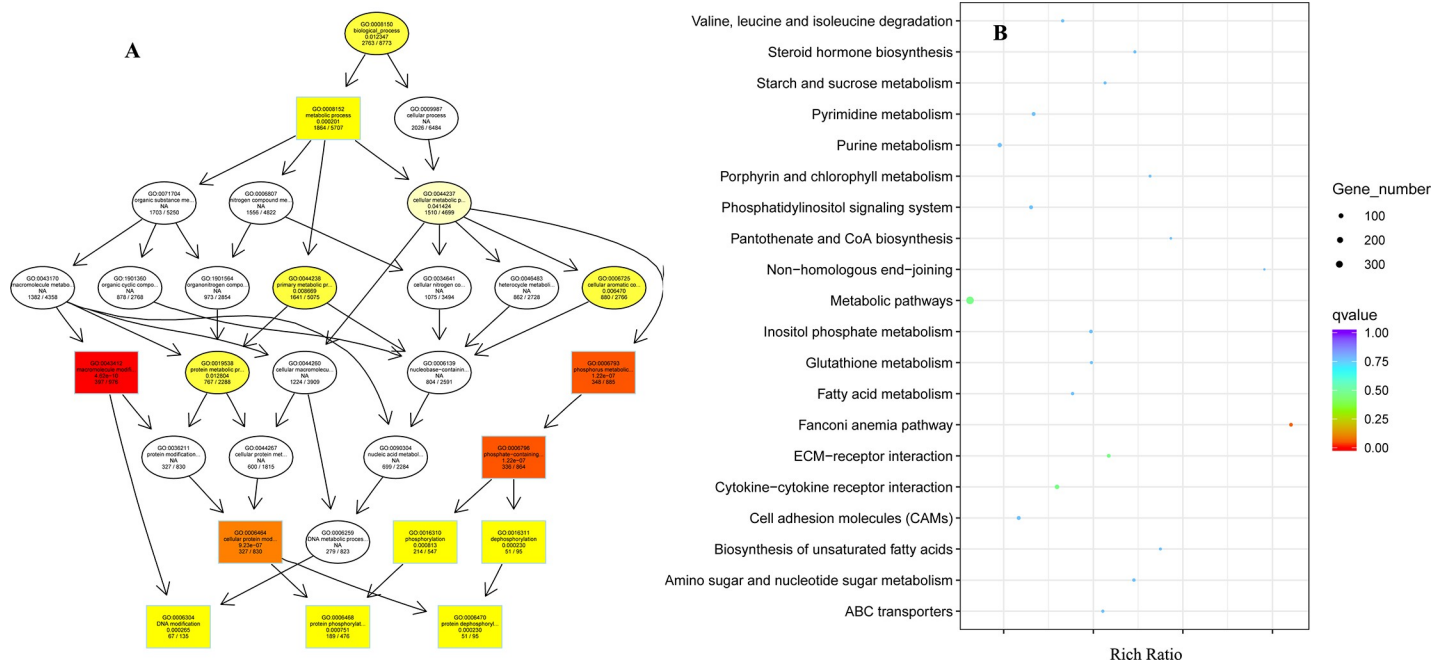 A
GO:0008150
biological_process
0.012347
2763 / 8773
GO:0008152
metabolic process
0.000201
1864 / 5707
GO:0009987
cellular process
NA
2026 / 6484
GO:0071704
organic substance me...
NA
1703 / 5250
GO:0006807
nitrogen compound me...
NA
1556 / 4822
GO:0044237
cellular metabolic p...
0.041424
1510 / 4699
GO:0043170
macromolecule metabo...
NA
1382 / 4358
GO:1901360
organic cyclic compo...
NA
878 / 2768
GO:1901564
organonitrogen compo...
NA
973 / 2854
GO:0044238
primary metabolic pr...
0.008669
1641 / 5075
GO:0034641
cellular nitrogen co...
NA
1075 / 3494
GO:0046483
heterocycle metaboli...
NA
862 / 2728
GO:0006725
cellular aromatic co...
0.006470
880 / 2766
GO:0043412
macromolecule modifi...
GO:0019538
protein metabolic pr...
0.012804
767 / 2288
GO:0044260
cellular macromolecu...
NA
1224 / 3909
GO:0006139
nucleobase-containin...
NA
804 / 2591
GO:0006793
phosphorus metabolic...
1.22e-07
348 / 885
GO:0036211
protein modification...
NA
327 / 830
GO:0044267
cellular protein met...
NA
600 / 1815
GO:0090304
nucleic acid metabol...
NA
699 / 2284
GO:0006796
phosphate-containing...
1.22e-07
GO:0006464
cellular protein mod...
9.23e-07
327 / 830
GO:0006259
DNA metabolic proces...
NA
279 / 823
GO:0016310
phosphorylation
0.000813
214 / 547
GO:0016311
dephosphorylation
0.000230
51 / 95
GO:0006304
DNA modification
0.000265
67 / 135
GO:0006468
protein phosphorylat...
0.000751
189 / 476
GO:0006470
protein dephosphoryl...
0.000230
51 / 95
B
Valine, leucine and isoleucine degradation
Steroid hormone biosynthesis
Starch and sucrose metabolism
Pyrimidine metabolism
Purine metabolism
Porphyrin and chlorophyll metabolism
Phosphatidylinositol signaling system
Pantothenate and CoA biosynthesis
Non−homologous end−joining
Metabolic pathways
Inositol phosphate metabolism
Glutathione metabolism
Fatty acid metabolism
Fanconi anemia pathway
ECM−receptor interaction
Cytokine−cytokine receptor interaction
Cell adhesion molecules (CAMs)
Biosynthesis of unsaturated fatty acids
Amino sugar and nucleotide sugar metabolism
ABC transporters
Rich Ratio
Gene_number
100
200
300
qvalue
1.00
0.75
0.50
0.25
0.00